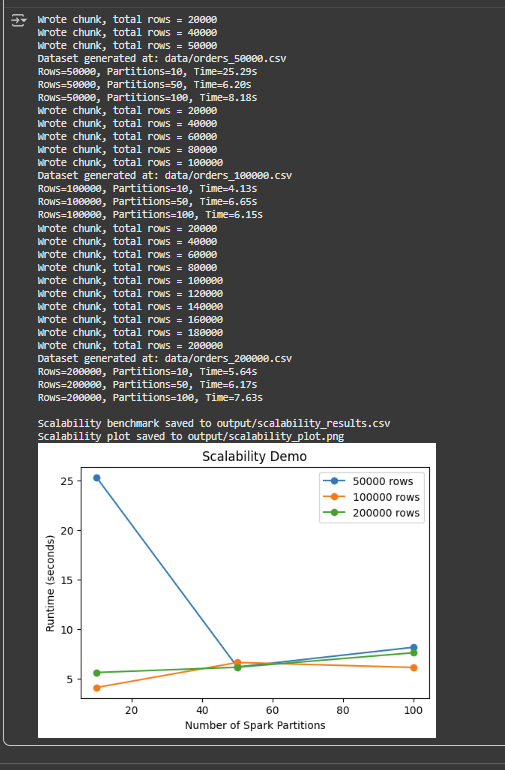 Wrote chunk, total rows = 20000
Wrote chunk, total rows = 40000
Wrote chunk, total rows = 50000
Dataset generated at: data/orders_50000.csv
Rows=50000, Partitions=10, Time=25.29s
Rows=50000, Partitions=50, Time=6.20s
Rows=50000, Partitions=100, Time=8.18s
Wrote chunk, total rows = 20000
Wrote chunk, total rows = 40000
Wrote chunk, total rows = 60000
Wrote chunk, total rows = 80000
Wrote chunk, total rows = 100000
Dataset generated at: data/orders_100000.csv
Rows=100000, Partitions=10, Time=4.13s
Rows=100000, Partitions=50, Time=6.65s
Rows=100000, Partitions=100, Time=6.15s
Wrote chunk, total rows = 20000
Wrote chunk, total rows = 40000
Wrote chunk, total rows = 60000
Wrote chunk, total rows = 80000
Wrote chunk, total rows = 100000
Wrote chunk, total rows = 120000
Wrote chunk, total rows = 140000
Wrote chunk, total rows = 160000
Wrote chunk, total rows = 180000
Wrote chunk, total rows = 200000
Dataset generated at: data/orders_200000.csv
Rows=200000, Partitions=10, Time=5.64s
Rows=200000, Partitions=50, Time=6.17s
Rows=200000, Partitions=100, Time=7.63s
Scalability benchmark saved to output/scalability_results.csv
Scalability plot saved to output/scalability_plot.png
Scalability Demo
50000 rows
100000 rows
200000 rows
25
20
15
10
5
Runtime (seconds)
20 40 60 80 100
Number of Spark Partitions